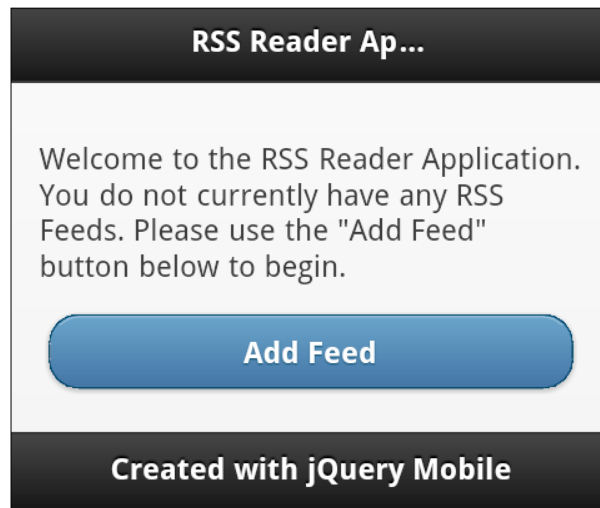 RSS Reader Ap...
Welcome to the RSS Reader Application.
You do not currently have any RSS
Feeds. Please use the "Add Feed"
button below to begin.
Add Feed
Created with jQuery Mobile